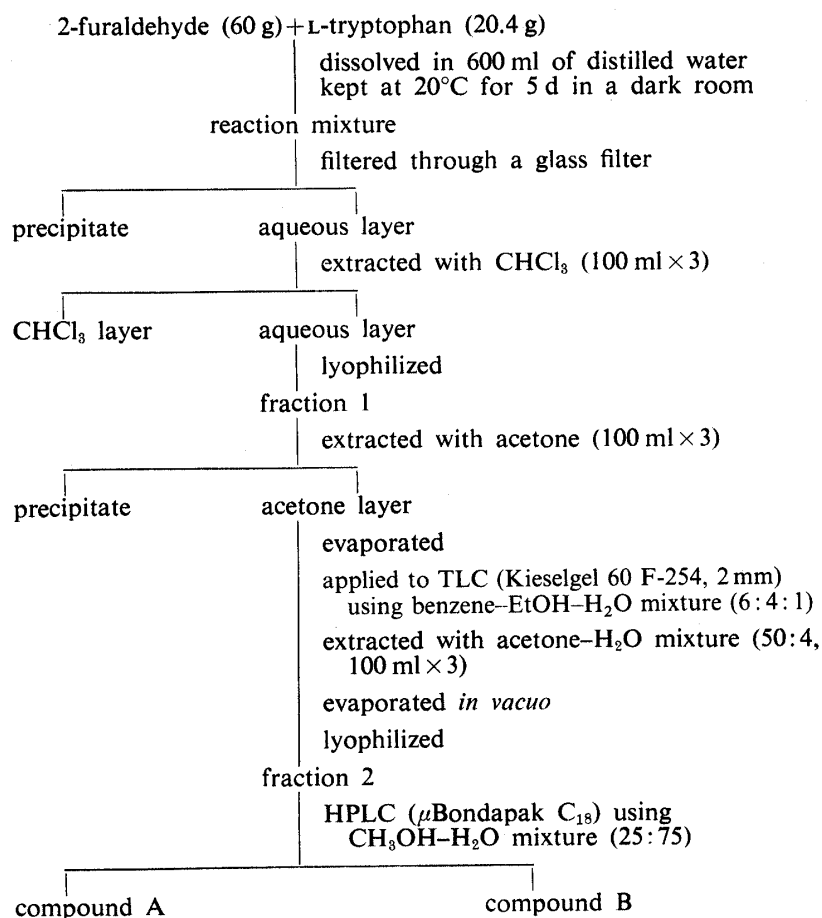 2-furaldehyde (60 g)+L-tryptophan (20.4 g)
dissolved in 600 ml of distilled water
kept at 20°C for 5 d in a dark room
reaction mixture
filtered through a glass filter
precipitate aqueous layer
extracted with CHCl₃ (100 ml×3)
CHCl₃ layer aqueous layer
lyophilized
fraction 1
extracted with acetone (100 ml×3)
precipitate acetone layer
evaporated
applied to TLC (Kieselgel 60 F-254, 2 mm)
using benzene–EtOH–H₂O mixture (6:4:1)
extracted with acetone–H₂O mixture (50:4,
100 ml×3)
evaporated in vacuo
lyophilized
fraction 2
HPLC (μBondapak C₁₈) using
CH₃OH–H₂O mixture (25:75)
compound A compound B